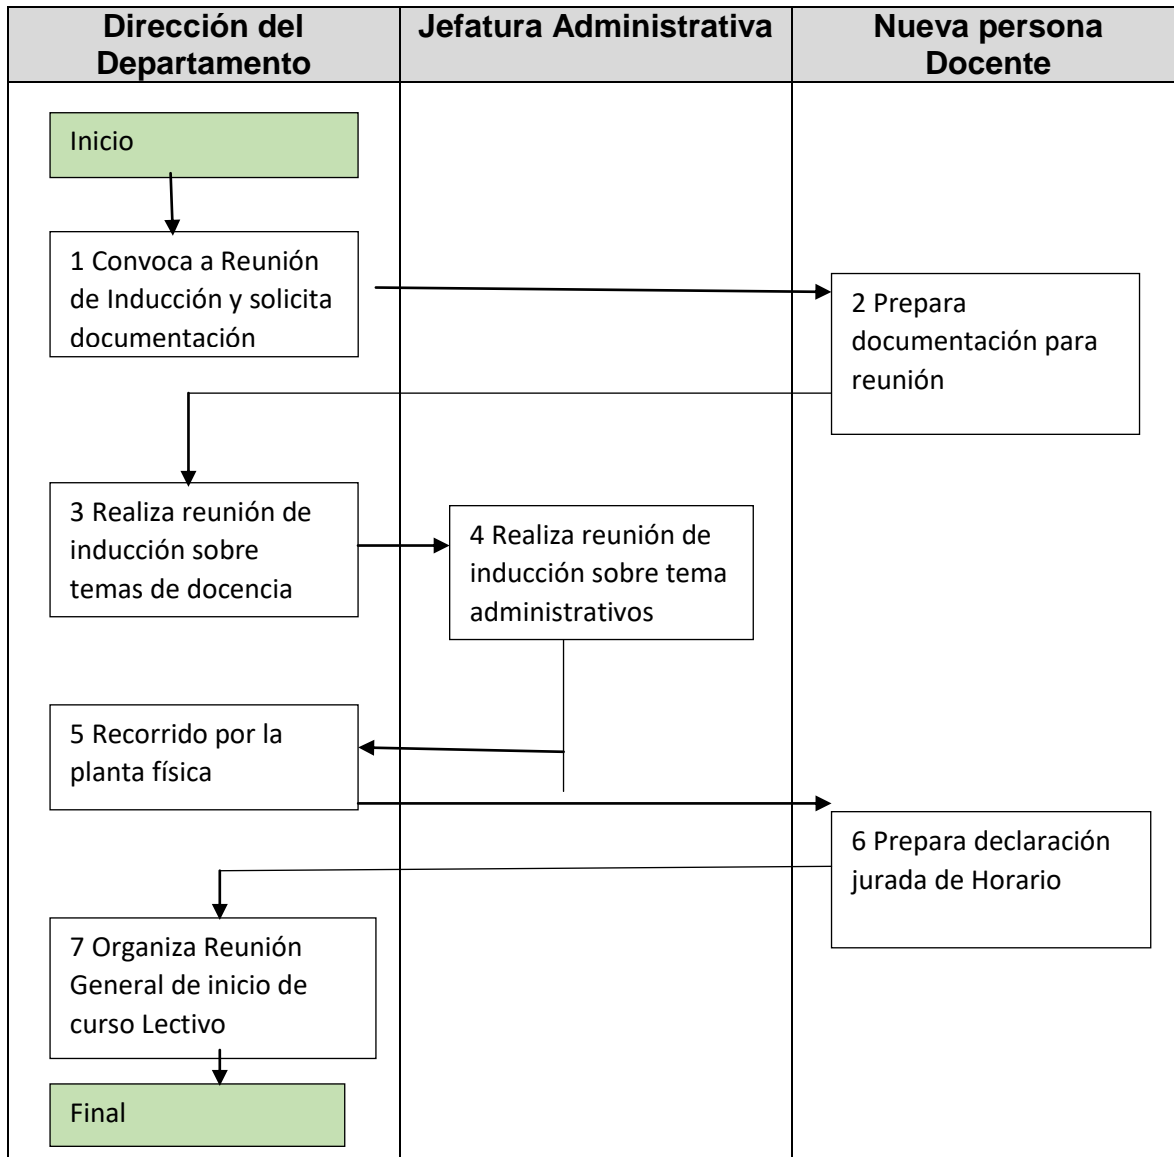 Dirección del
Departamento
Jefatura Administrativa
Nueva persona
Docente
Inicio
1 Convoca a Reunión
de Inducción y solicita
documentación
2 Prepara
documentación para
reunión
3 Realiza reunión de
inducción sobre
temas de docencia
4 Realiza reunión de
inducción sobre tema
administrativos
5 Recorrido por la
planta física
6 Prepara declaración
jurada de Horario
7 Organiza Reunión
General de inicio de
curso Lectivo
Final